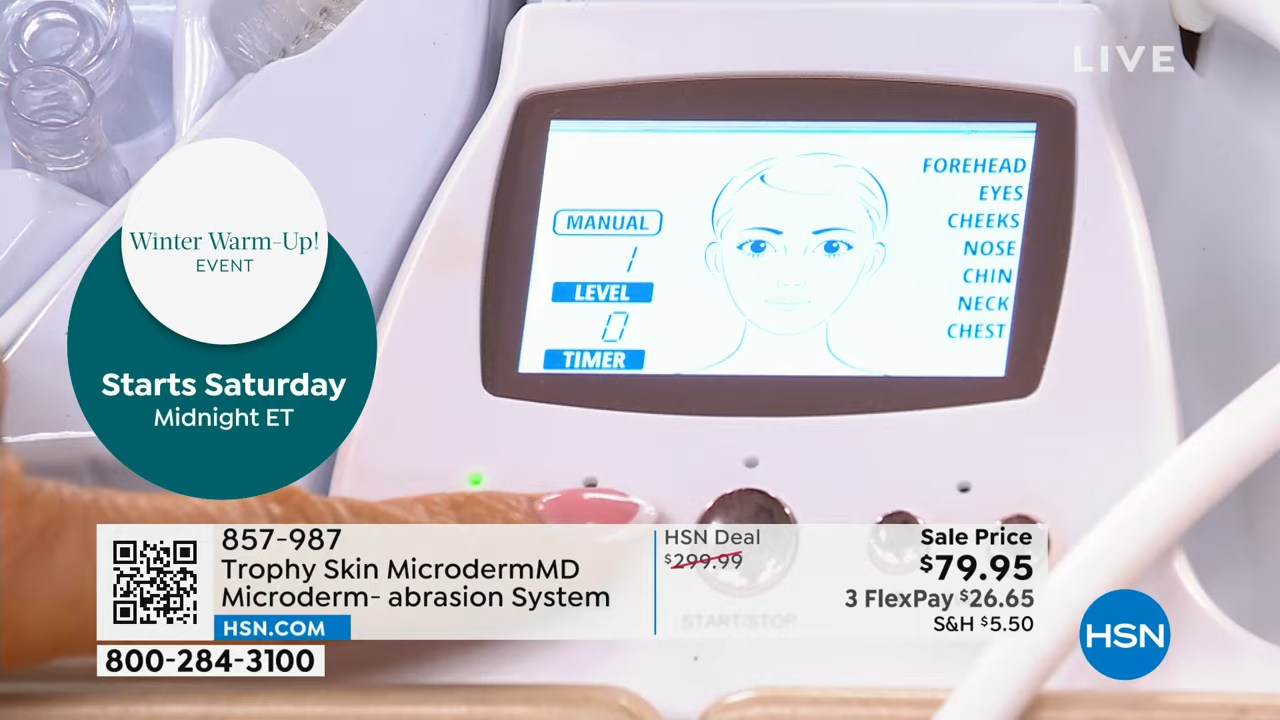 LIVE
FOREHEAD
EYES
CHEEKS
NOSE
CHIN
NECK
CHEST
MANUAL
1
LEVEL
0
TIMER
Winter Warm-Up!
EVENT
Starts Saturday
Midnight ET
857-987
Trophy Skin MicrodermMD
Microderm- abrasion System
HSN.COM
800-284-3100
HSN Deal
$299.99
START/STOP
Sale Price
$79.95
3 FlexPay $26.65
S&H $5.50
HSN